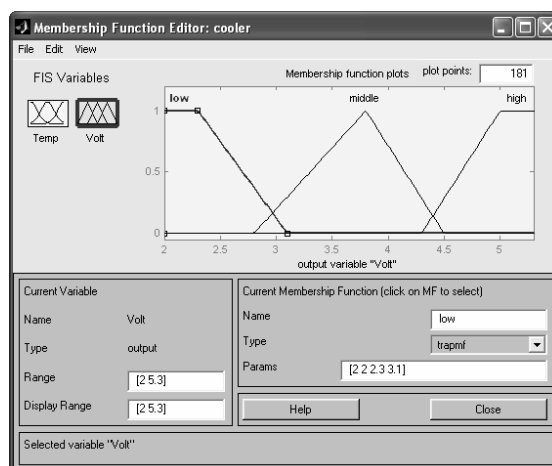 Membership Function Editor: cooler
File Edit View
FIS Variables
Membership function plots plot points: 181
Temp
Volt
low middle high
1
0.5
0
2 2.5 3 3.5 4 4.5 5
output variable "Volt"
Current Variable
Name Volt
Type output
Range [2 5.3]
Display Range [2 5.3]
Current Membership Function (click on MF to select)
Name low
Type trapmf
Params [2 2 2.3 3.1]
Help Close
Selected variable "Volt"